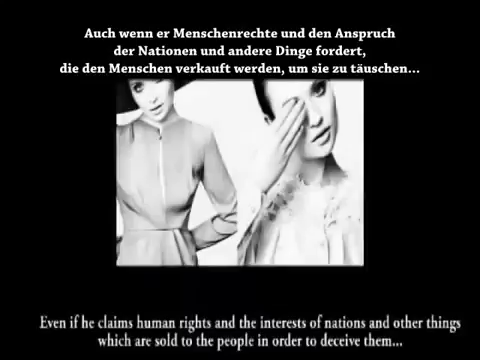 Auch wenn er Menschenrechte und den Anspruch
der Nationen und andere Dinge fordert,
die den Menschen verkauft werden, um sie zu täuschen...
Even if he claims human rights and the interests of nations and other things
which are sold to the people in order to deceive them...